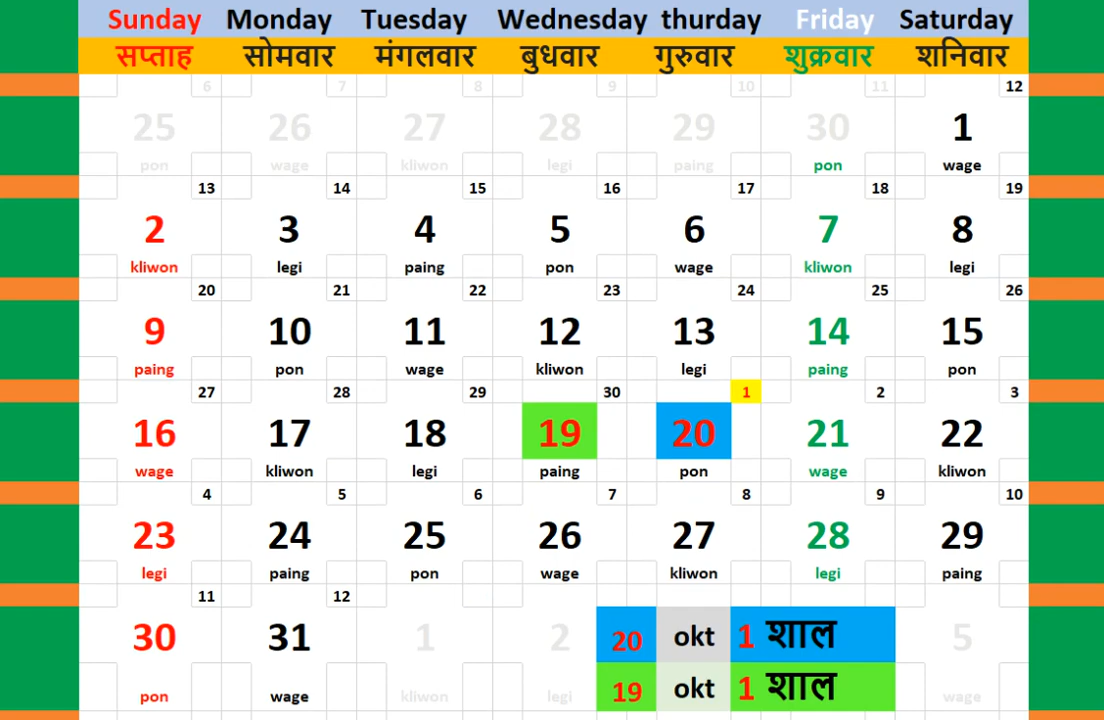 Sunday Monday Tuesday Wednesday thurday Friday Saturday
सप्ताह सोमवार मंगलवार बुधवार गुरुवार शुक्रवार शनिवार
6 7 8 9 10 11 12
25 26 27 28 29 30 1
pon wage kliwon legi paing pon wage
13 14 15 16 17 18 19
2 3 4 5 6 7 8
kliwon legi paing pon wage kliwon legi
20 21 22 23 24 25 26
9 10 11 12 13 14 15
paing pon wage kliwon legi paing pon
27 28 29 30 1 2 3
16 17 18 19 20 21 22
wage kliwon legi paing pon wage kliwon
4 5 6 7 8 9 10
23 24 25 26 27 28 29
legi paing pon wage kliwon legi paing
11 12
30 31 1 2 20 okt 1 शाल 5
pon wage kliwon legi 19 okt 1 शाल wage